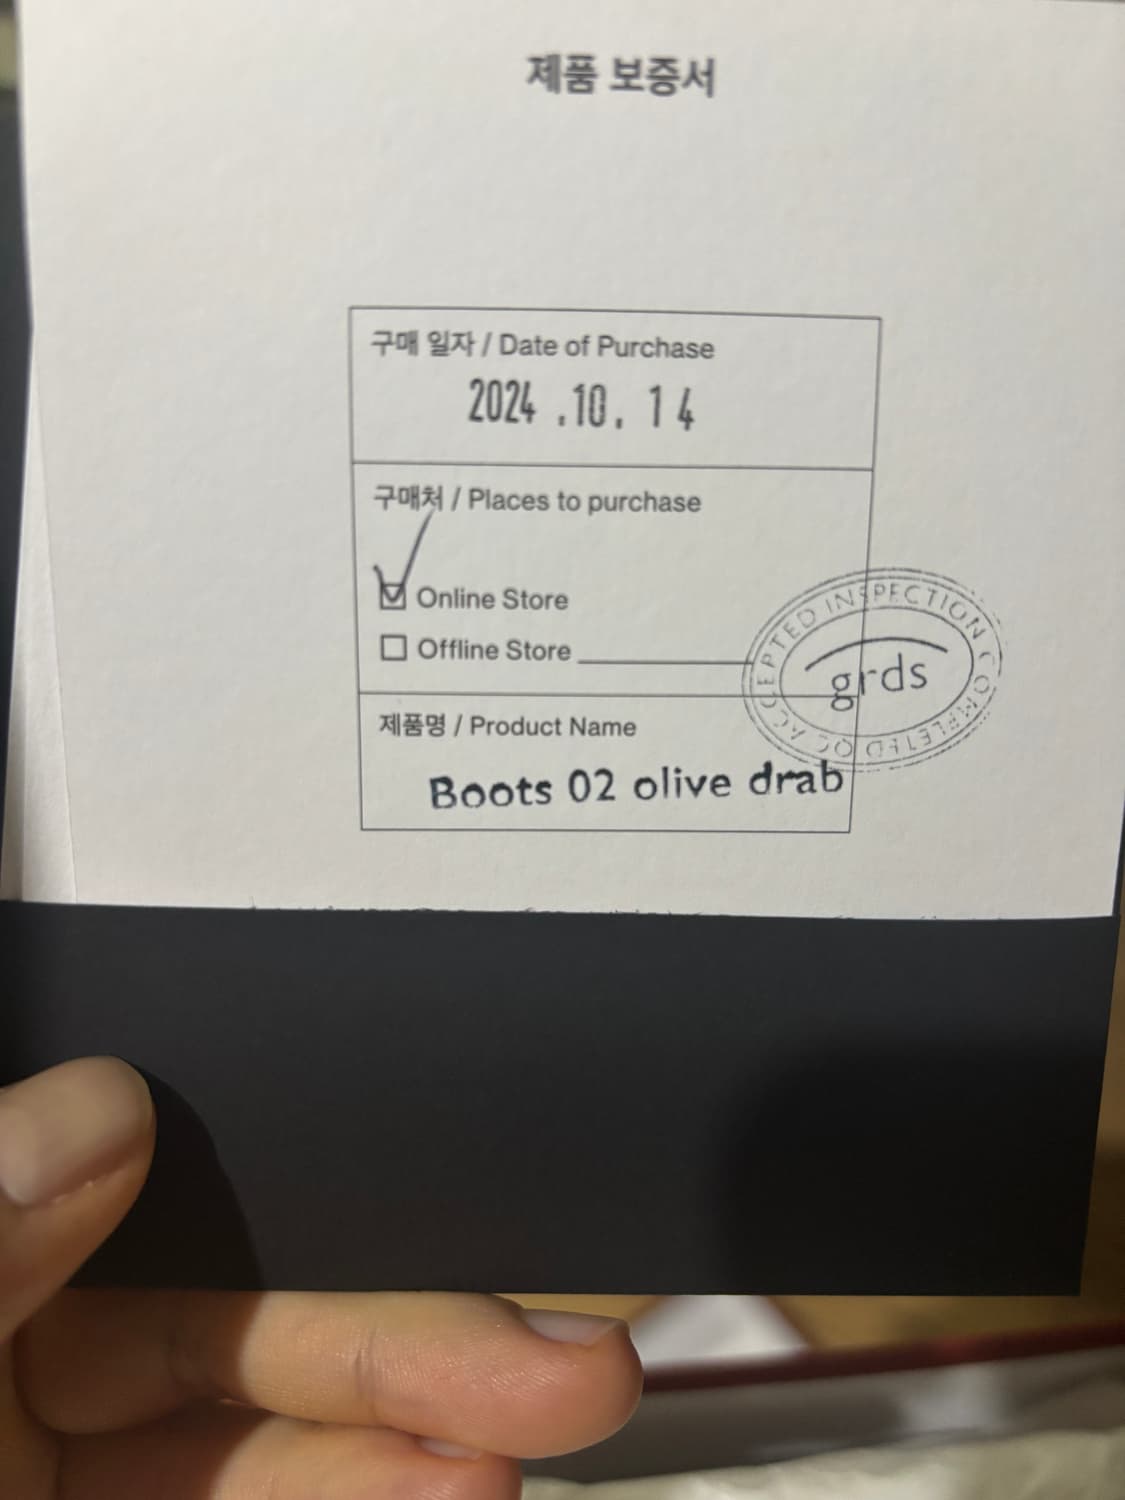 제품 보증서
구매 일자 / Date of Purchase
2024 .10. 14
구매처 / Places to purchase
Online Store
Offline Store
제품명 / Product Name
Boots 02 olive drab
QC ACCEPTED INSPECTION COMPLETED
grds